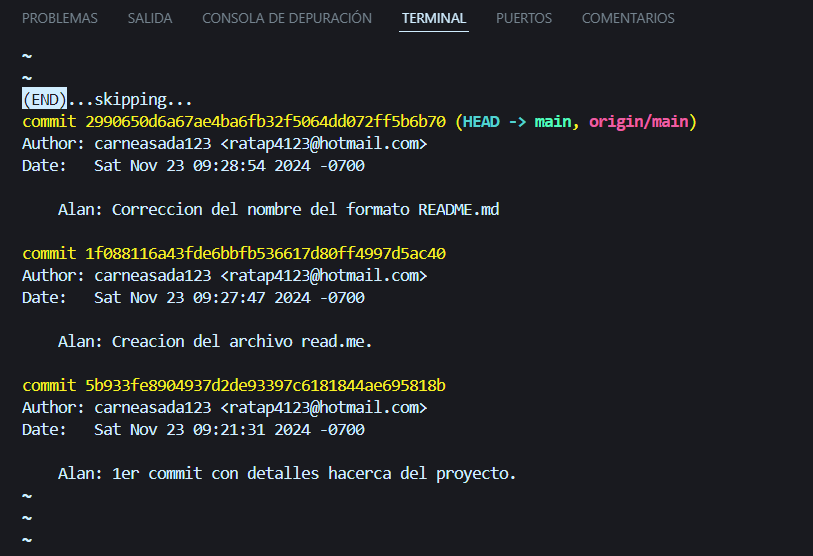 PROBLEMAS SALIDA CONSOLA DE DEPURACIÓN TERMINAL PUERTOS COMENTARIOS
~
~
(END)...skipping...
commit 2990650d6a67ae4ba6fb32f5064dd072ff5b6b70 (HEAD -> main, origin/main)
Author: carneasada123 <ratap4123@hotmail.com>
Date:   Sat Nov 23 09:28:54 2024 -0700
    Alan: Correccion del nombre del formato README.md
commit 1f088116a43fde6bbfb536617d80ff4997d5ac40
Author: carneasada123 <ratap4123@hotmail.com>
Date:   Sat Nov 23 09:27:47 2024 -0700
    Alan: Creacion del archivo read.me.
commit 5b933fe8904937d2de93397c6181844ae695818b
Author: carneasada123 <ratap4123@hotmail.com>
Date:   Sat Nov 23 09:21:31 2024 -0700
    Alan: 1er commit con detalles hacerca del proyecto.
~
~
~